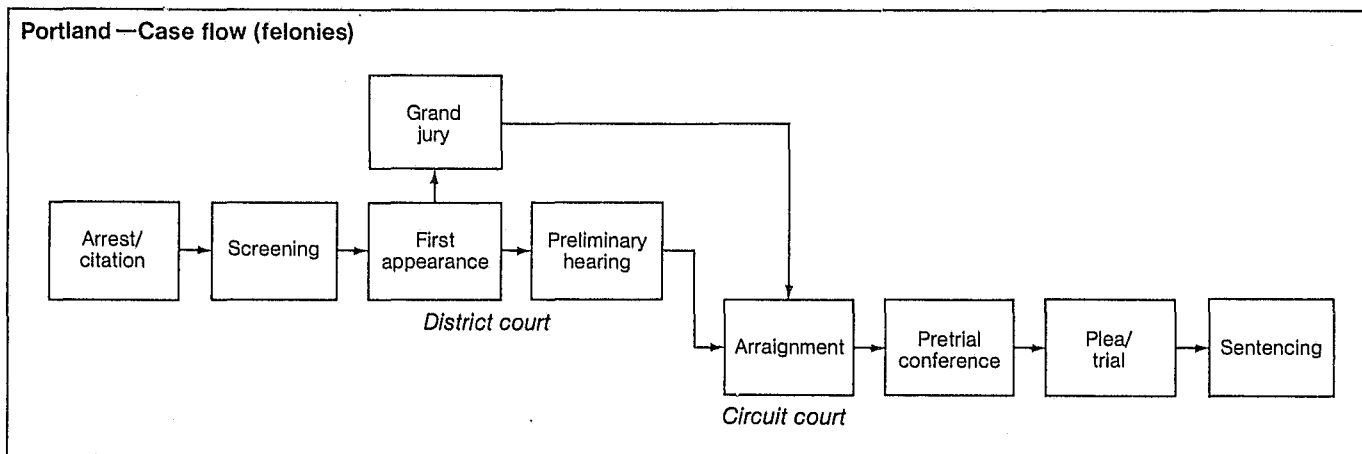 Portland—Case flow (felonies)
Grand
jury
Arrest/
citation
Screening
First
appearance
Preliminary
hearing
District court
Arraignment
Pretrial
conference
Plea/
trial
Sentencing
Circuit court